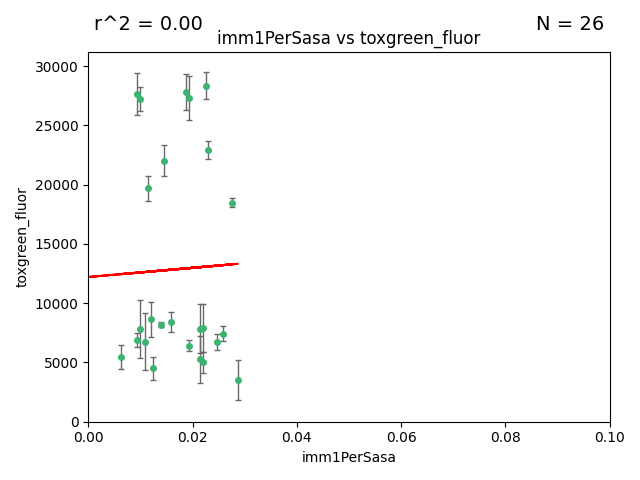 r^2 = 0.00
N = 26
imm1PerSasa vs toxgreen_fluor
30000
25000
20000
15000
10000
5000
0
toxgreen_fluor
0.00
0.02
0.04
0.06
0.08
0.10
imm1PerSasa